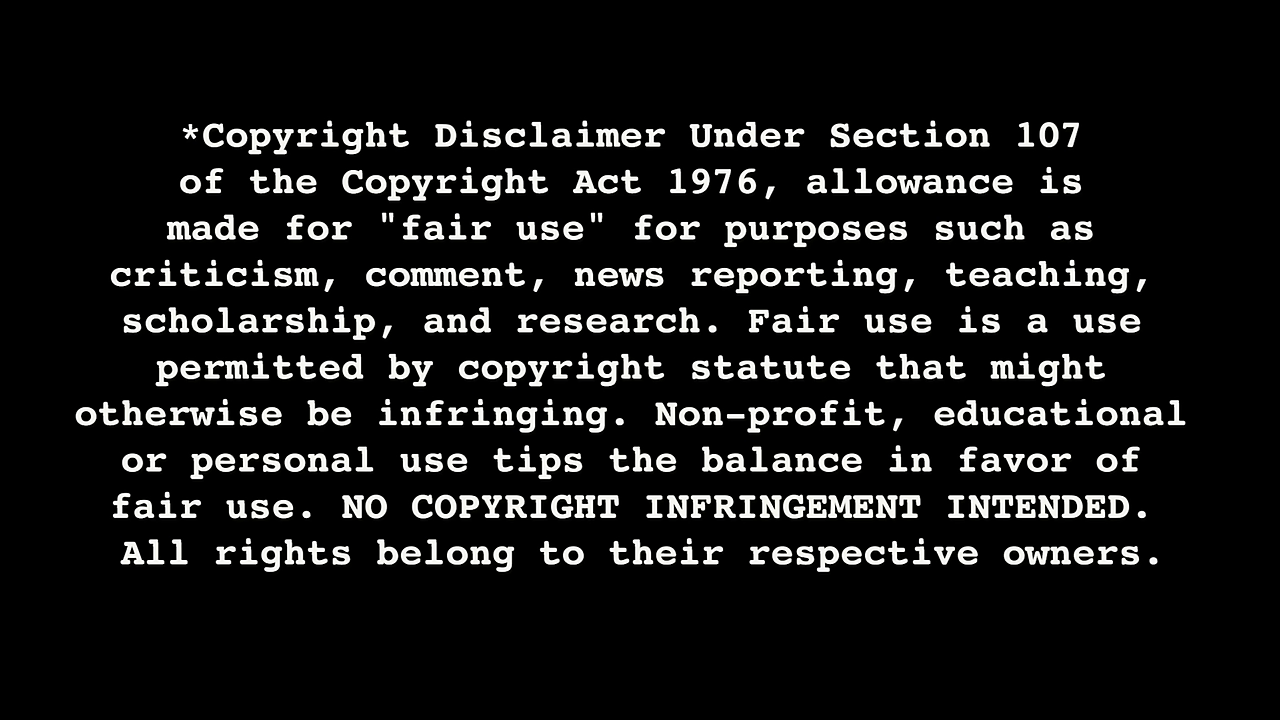 *Copyright Disclaimer Under Section 107
of the Copyright Act 1976, allowance is
made for "fair use" for purposes such as
criticism, comment, news reporting, teaching,
scholarship, and research. Fair use is a use
permitted by copyright statute that might
otherwise be infringing. Non-profit, educational
or personal use tips the balance in favor of
fair use. NO COPYRIGHT INFRINGEMENT INTENDED.
All rights belong to their respective owners.